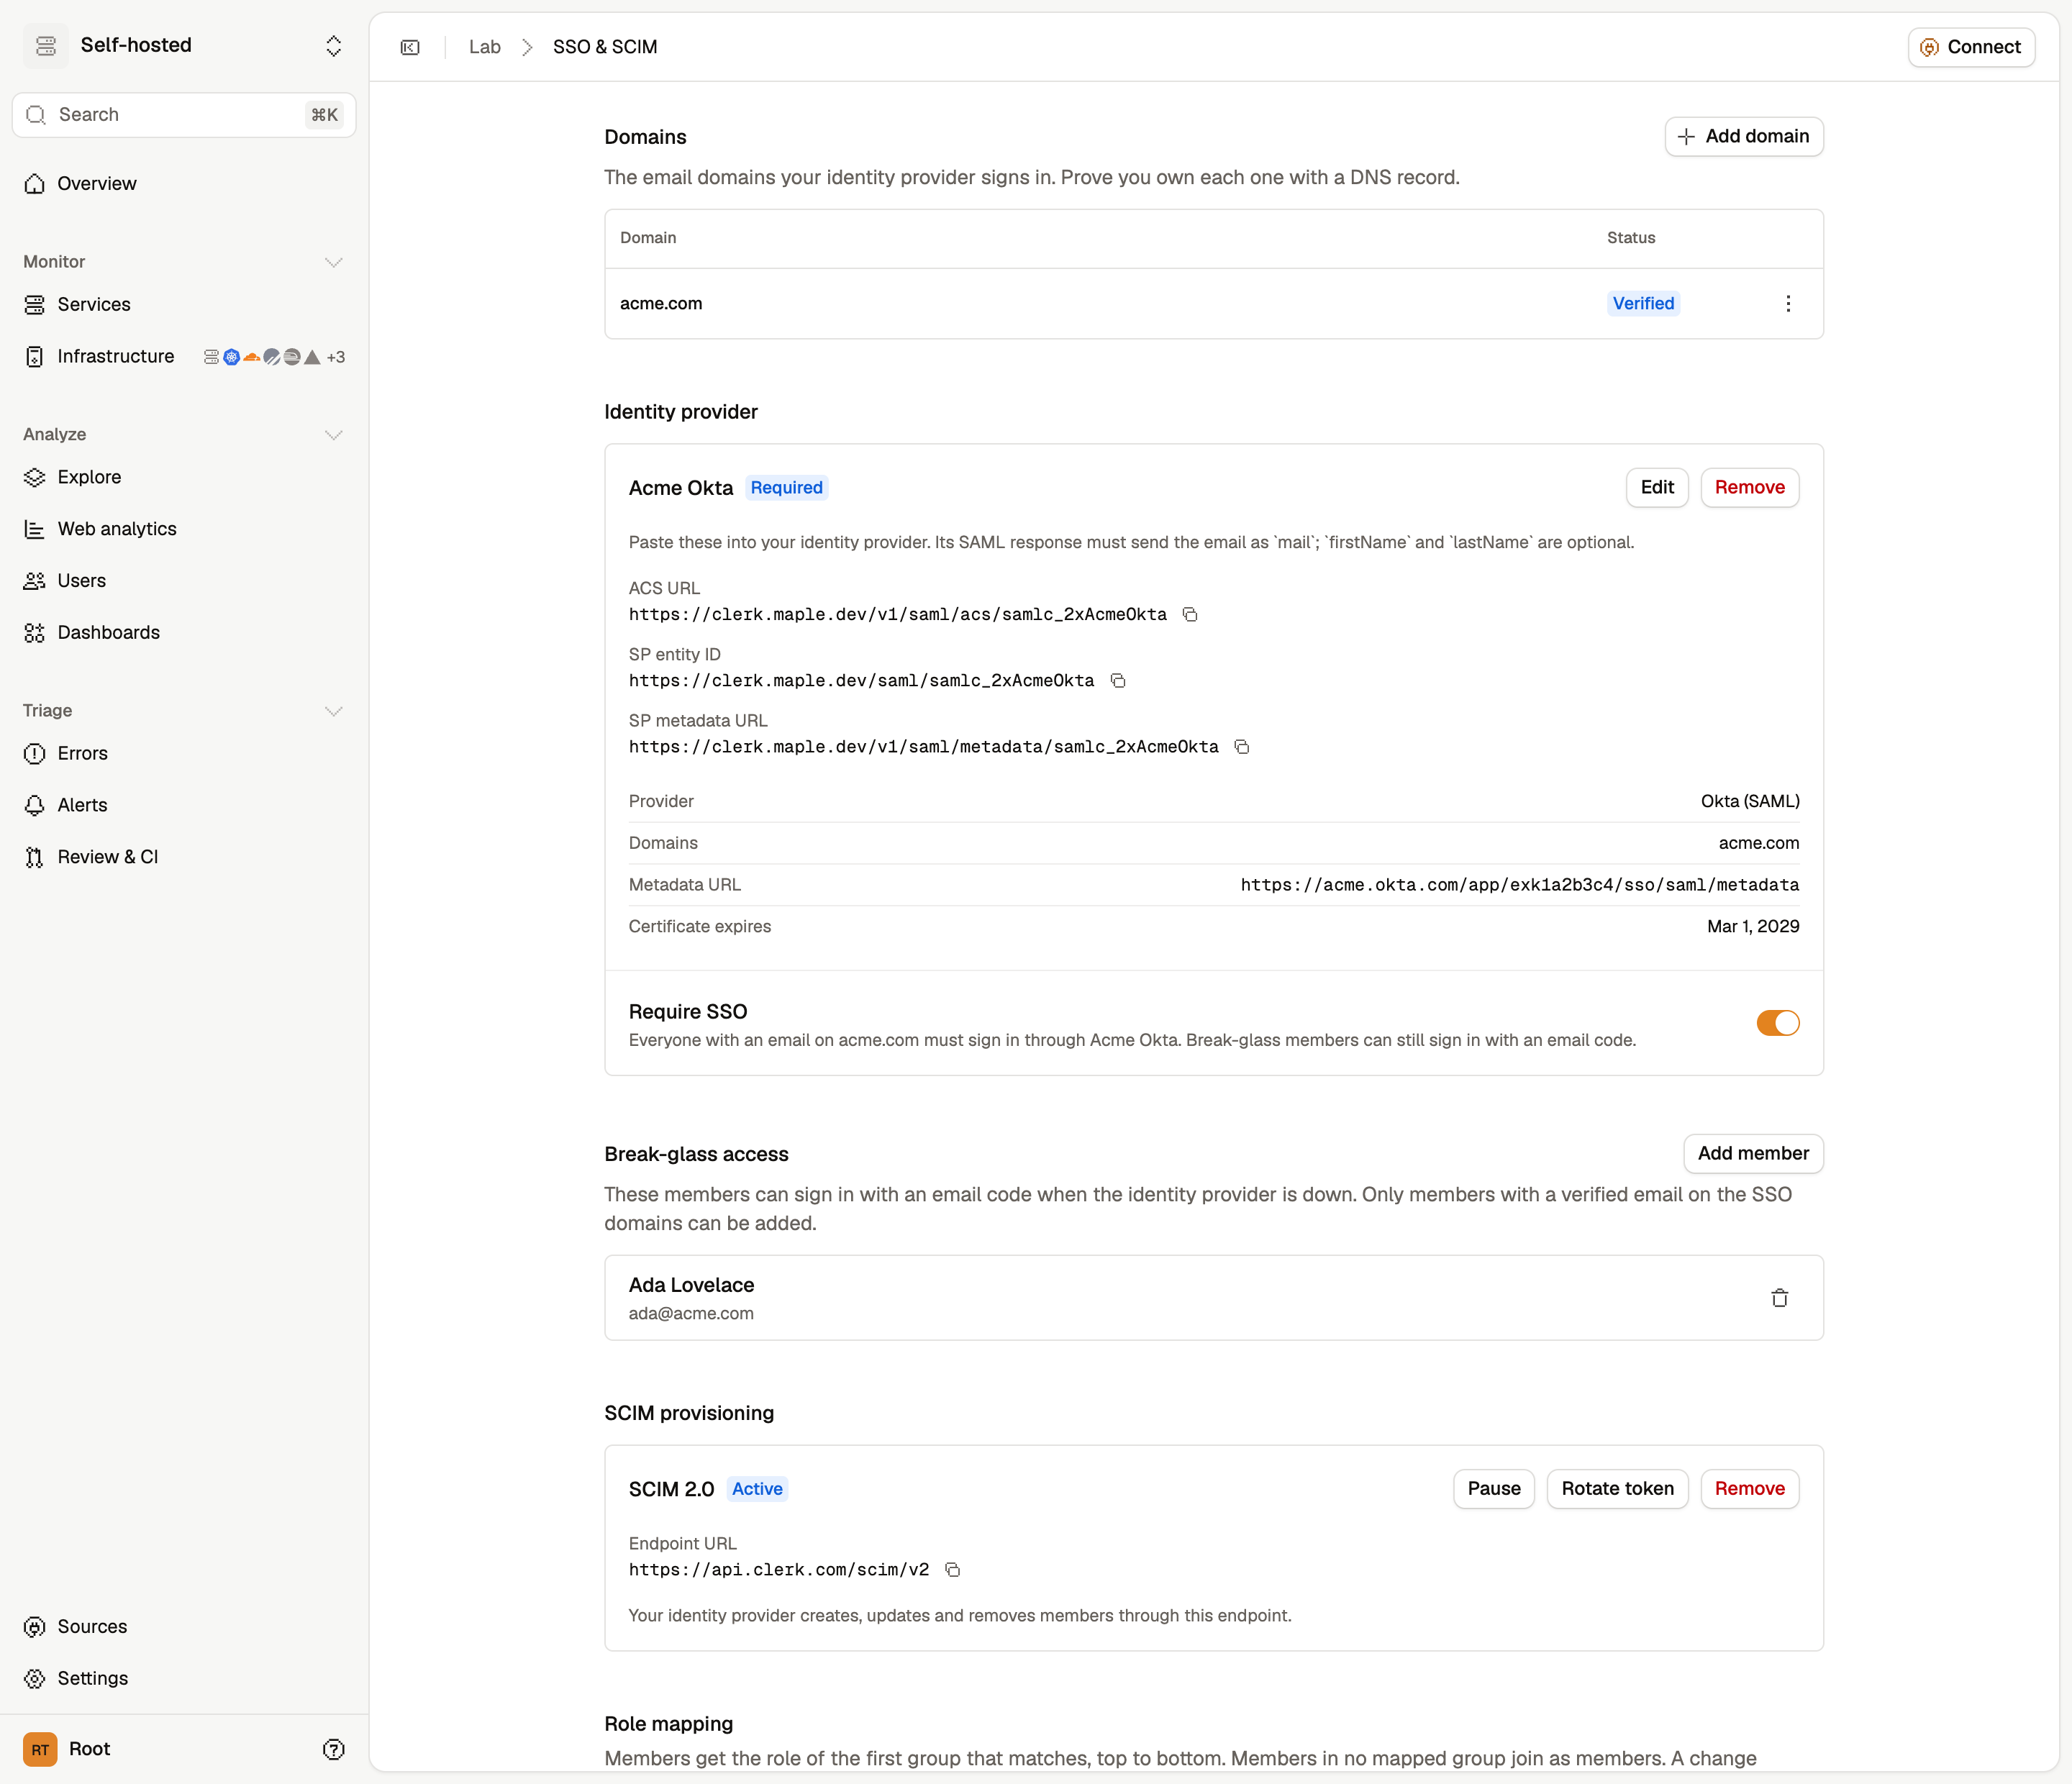 Self-hosted
Search
⌘K
Overview
Monitor
Services
Infrastructure
+3
Analyze
Explore
Web analytics
Users
Dashboards
Triage
Errors
Alerts
Review & CI
Sources
Settings
RT
Root
Lab
SSO & SCIM
Connect
Domains
Add domain
The email domains your identity provider signs in. Prove you own each one with a DNS record.
Domain
Status
acme.com
Verified
Identity provider
Acme Okta
Required
Edit
Remove
Paste these into your identity provider. Its SAML response must send the email as `mail`; `firstName` and `lastName` are optional.
ACS URL
https://clerk.maple.dev/v1/saml/acs/samlc_2xAcmeOkta
SP entity ID
https://clerk.maple.dev/saml/samlc_2xAcmeOkta
SP metadata URL
https://clerk.maple.dev/v1/saml/metadata/samlc_2xAcmeOkta
Provider
Okta (SAML)
Domains
acme.com
Metadata URL
https://acme.okta.com/app/exk1a2b3c4/sso/saml/metadata
Certificate expires
Mar 1, 2029
Require SSO
Everyone with an email on acme.com must sign in through Acme Okta. Break-glass members can still sign in with an email code.
Break-glass access
Add member
These members can sign in with an email code when the identity provider is down. Only members with a verified email on the SSO
domains can be added.
Ada Lovelace
ada@acme.com
SCIM provisioning
SCIM 2.0
Active
Pause
Rotate token
Remove
Endpoint URL
https://api.clerk.com/scim/v2
Your identity provider creates, updates and removes members through this endpoint.
Role mapping
Members get the role of the first group that matches, top to bottom. Members in no mapped group join as members. A change